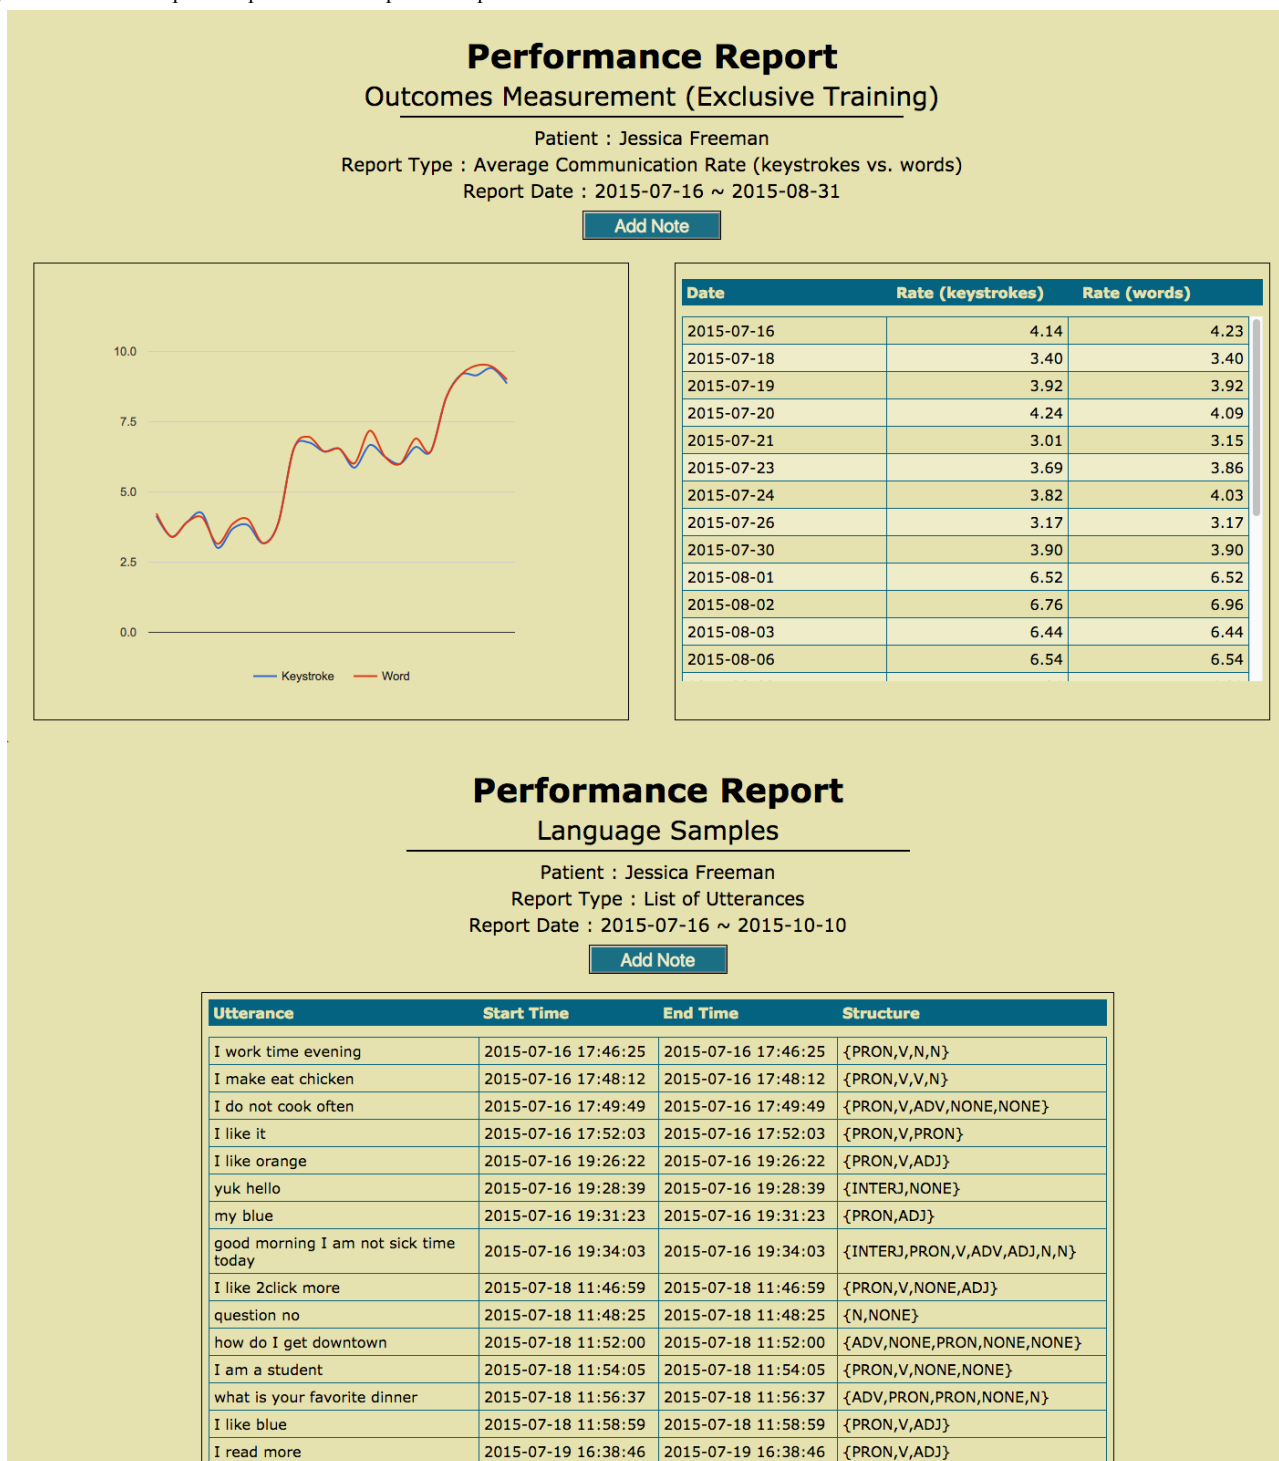 Performance Report
Outcomes Measurement (Exclusive Training)
Patient : Jessica Freeman
Report Type : Average Communication Rate (keystrokes vs. words)
Report Date : 2015-07-16 ~ 2015-08-31
Add Note
10.0
7.5
5.0
2.5
0.0
Keystroke Word
Date Rate (keystrokes) Rate (words)
2015-07-16 4.14 4.23
2015-07-18 3.40 3.40
2015-07-19 3.92 3.92
2015-07-20 4.24 4.09
2015-07-21 3.01 3.15
2015-07-23 3.69 3.86
2015-07-24 3.82 4.03
2015-07-26 3.17 3.17
2015-07-30 3.90 3.90
2015-08-01 6.52 6.52
2015-08-02 6.76 6.96
2015-08-03 6.44 6.44
2015-08-06 6.54 6.54
Performance Report
Language Samples
Patient : Jessica Freeman
Report Type : List of Utterances
Report Date : 2015-07-16 ~ 2015-10-10
Add Note
Utterance Start Time End Time Structure
I work time evening 2015-07-16 17:46:25 2015-07-16 17:46:25 {PRON,V,N,N}
I make eat chicken 2015-07-16 17:48:12 2015-07-16 17:48:12 {PRON,V,V,N}
I do not cook often 2015-07-16 17:49:49 2015-07-16 17:49:49 {PRON,V,ADV,NONE,NONE}
I like it 2015-07-16 17:52:03 2015-07-16 17:52:03 {PRON,V,PRON}
I like orange 2015-07-16 19:26:22 2015-07-16 19:26:22 {PRON,V,ADJ}
yuk hello 2015-07-16 19:28:39 2015-07-16 19:28:39 {INTERJ,NONE}
my blue 2015-07-16 19:31:23 2015-07-16 19:31:23 {PRON,ADJ}
good morning I am not sick time
today 2015-07-16 19:34:03 2015-07-16 19:34:03 {INTERJ,PRON,V,ADV,ADJ,N,N}
I like 2click more 2015-07-18 11:46:59 2015-07-18 11:46:59 {PRON,V,NONE,ADJ}
question no 2015-07-18 11:48:25 2015-07-18 11:48:25 {N,NONE}
how do I get downtown 2015-07-18 11:52:00 2015-07-18 11:52:00 {ADV,NONE,PRON,NONE,NONE}
I am a student 2015-07-18 11:54:05 2015-07-18 11:54:05 {PRON,V,NONE,NONE}
what is your favorite dinner 2015-07-18 11:56:37 2015-07-18 11:56:37 {ADV,PRON,PRON,NONE,N}
I like blue 2015-07-18 11:58:59 2015-07-18 11:58:59 {PRON,V,ADJ}
I read more 2015-07-19 16:38:46 2015-07-19 16:38:46 {PRON,V,ADJ}